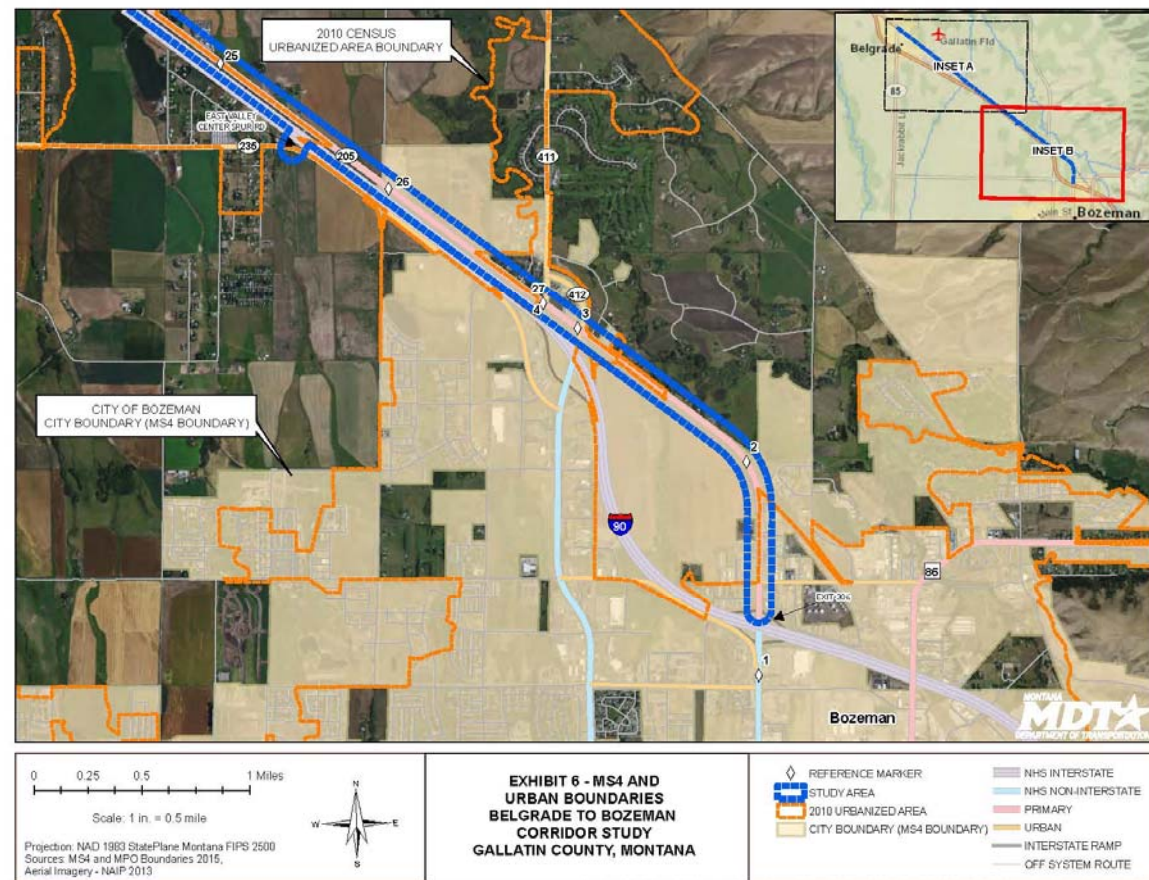 2010 CENSUS
URBANIZED AREA BOUNDARY
25
EAST VALLEY
CENTER SPUR RD
235
205
26
411
27
412
4
3
CITY OF BOZEMAN
CITY BOUNDARY (MS4 BOUNDARY)
2
90
86
1
Bozeman
Belgrade
Gallatin Fld
INSET A
85
Jackrabbit Ln
INSET B
Main St
Bozeman
MONTANA
MDT
DEPARTMENT OF TRANSPORTATION
0 0.25 0.5 1 Miles
Scale: 1 in. = 0.5 mile
N
W E
S
Projection: NAD 1983 StatePlane Montana FIPS 2500
Sources: MS4 and MPO Boundaries 2015,
Aerial Imagery - NAIP 2013
EXHIBIT 6 - MS4 AND
URBAN BOUNDARIES
BELGRADE TO BOZEMAN
CORRIDOR STUDY
GALLATIN COUNTY, MONTANA
REFERENCE MARKER
STUDY AREA
2010 URBANIZED AREA
CITY BOUNDARY (MS4 BOUNDARY)
NHS INTERSTATE
NHS NON-INTERSTATE
PRIMARY
URBAN
INTERSTATE RAMP
OFF SYSTEM ROUTE